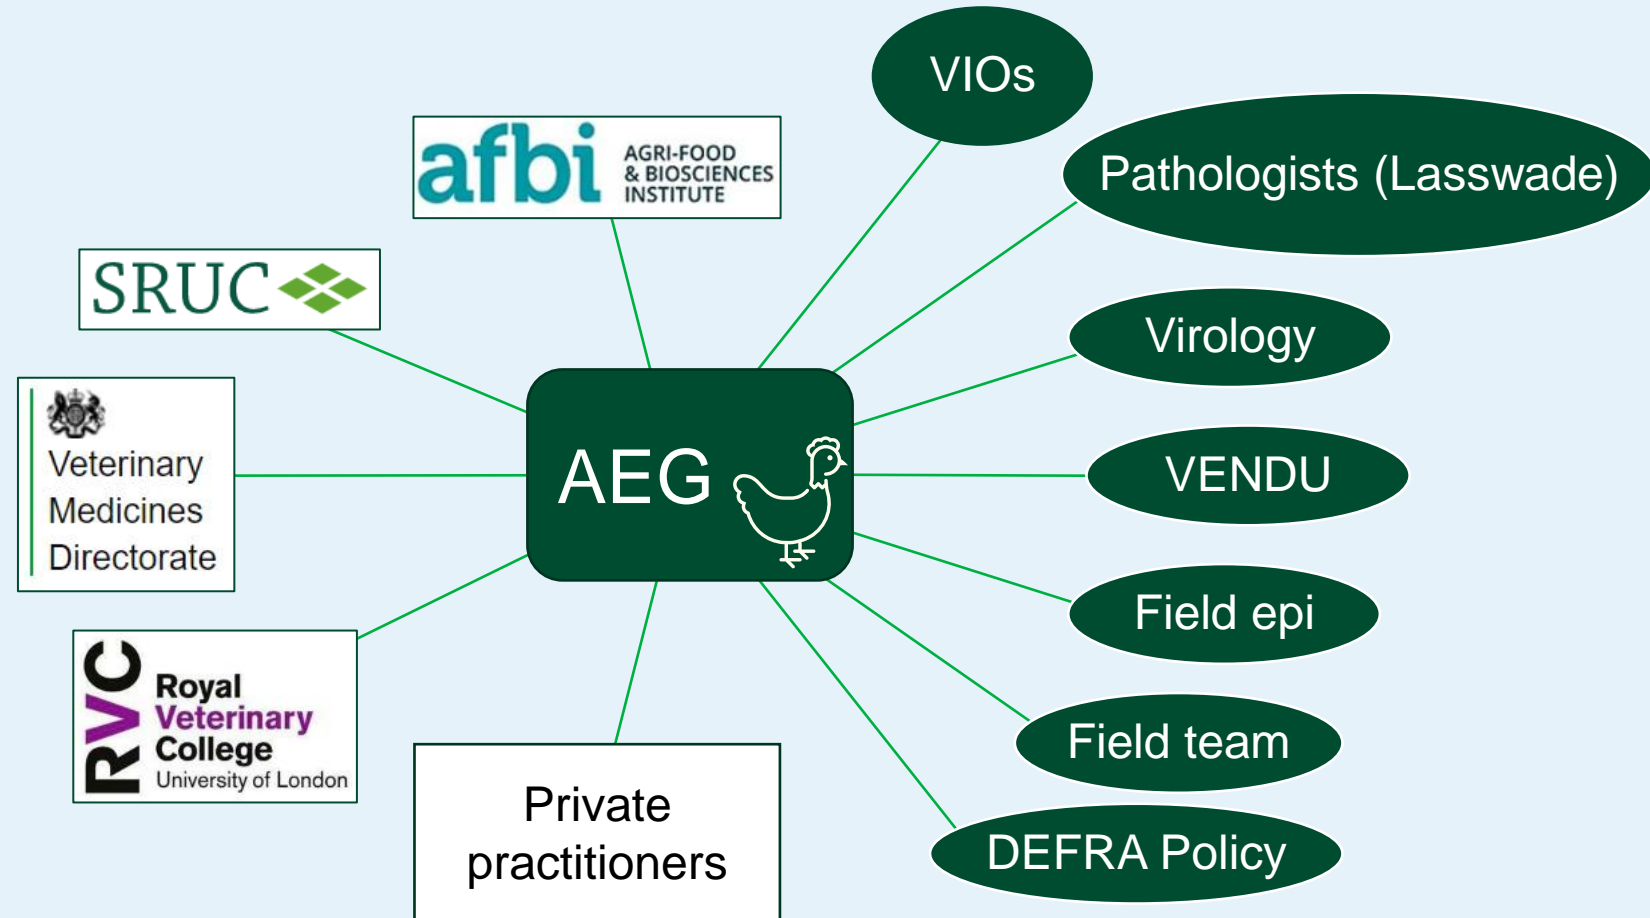 VIOs
afbi
AGRI-FOOD
& BIOSCIENCES
INSTITUTE
Pathologists (Lasswade)
SRUC
Virology
Veterinary
Medicines
Directorate
AEG
VENDU
Field epi
RVC
Royal
Veterinary
College
University of London
Field team
Private
practitioners
DEFRA Policy